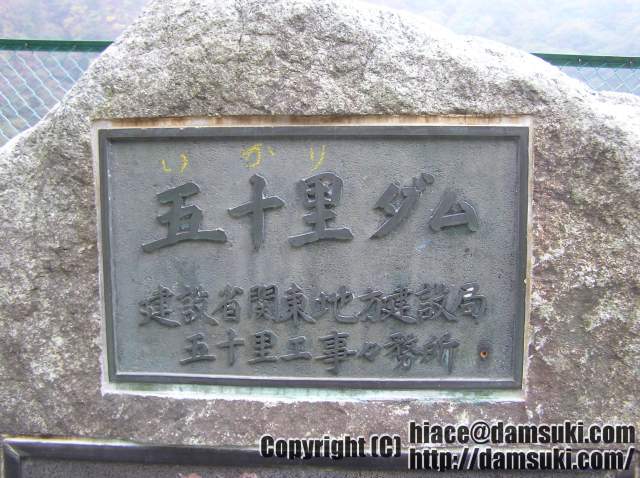 いかり
五十里ダム
建設省関東地方建設局
五十里工事々務所
Copyright (C) hiace@damsuki.com
http://damsuki.com/